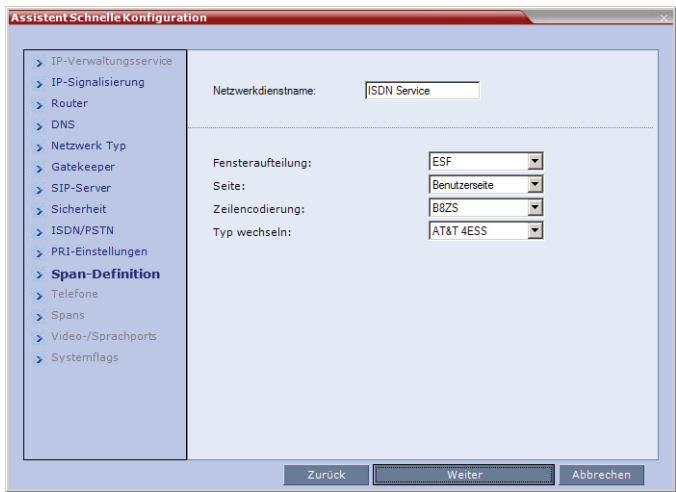 Assistent Schnelle Konfiguration
IP-Verwaltungsservice
IP-Signalisierung
Router
DNS
Netzwerk Typ
Gatekeeper
SIP-Server
Sicherheit
ISDN/PSTN
PRI-Einstellungen
Span-Definition
Telefone
Spans
Video-/Sprachports
Systemflags
Netzwerkdienstname: ISDN Service
Fensteraufteilung: ESF
Seite: Benutzerseite
Zeilencodierung: B8ZS
Typ wechseln: AT&T 4ESS
Zurück Weiter Abbrechen